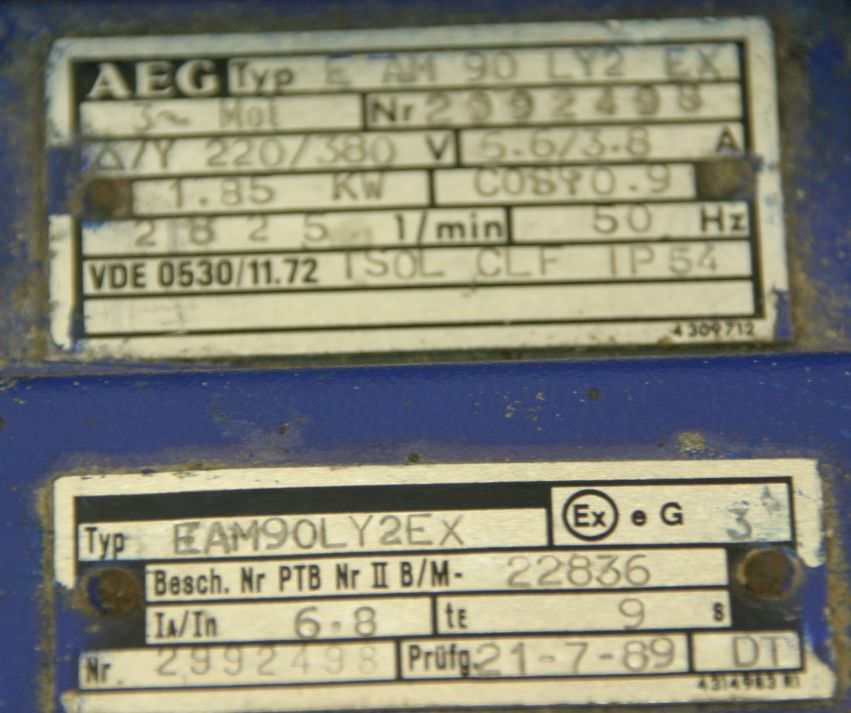 AEG Typ E AM 90 LY2 EX
3~ Mot Nr 2992498
Δ/Y 220/380 V 5.6/3.8 A
1.85 KW COSφ0.9
2825 1/min 50 Hz
VDE 0530/11.72 ISOL CLF IP54
4309712
Typ EAM90LY2EX Ex e G 3
Besch. Nr PTB Nr II B/M- 22836
IA/In 6.8 tE 9 s
Nr. 2992498 Prüfg. 21-7-89 DT
4314983 R1